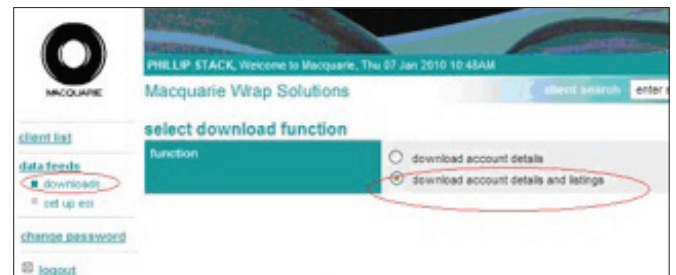 MACQUARIE
PHILLIP STACK, Welcome to Macquarie, Thu 07 Jan 2010 10:48AM
Macquarie Wrap Solutions
client search
enter
client list
data feeds
downloads
set up esi
change password
logout
select download function
function
download account details
download account details and listings